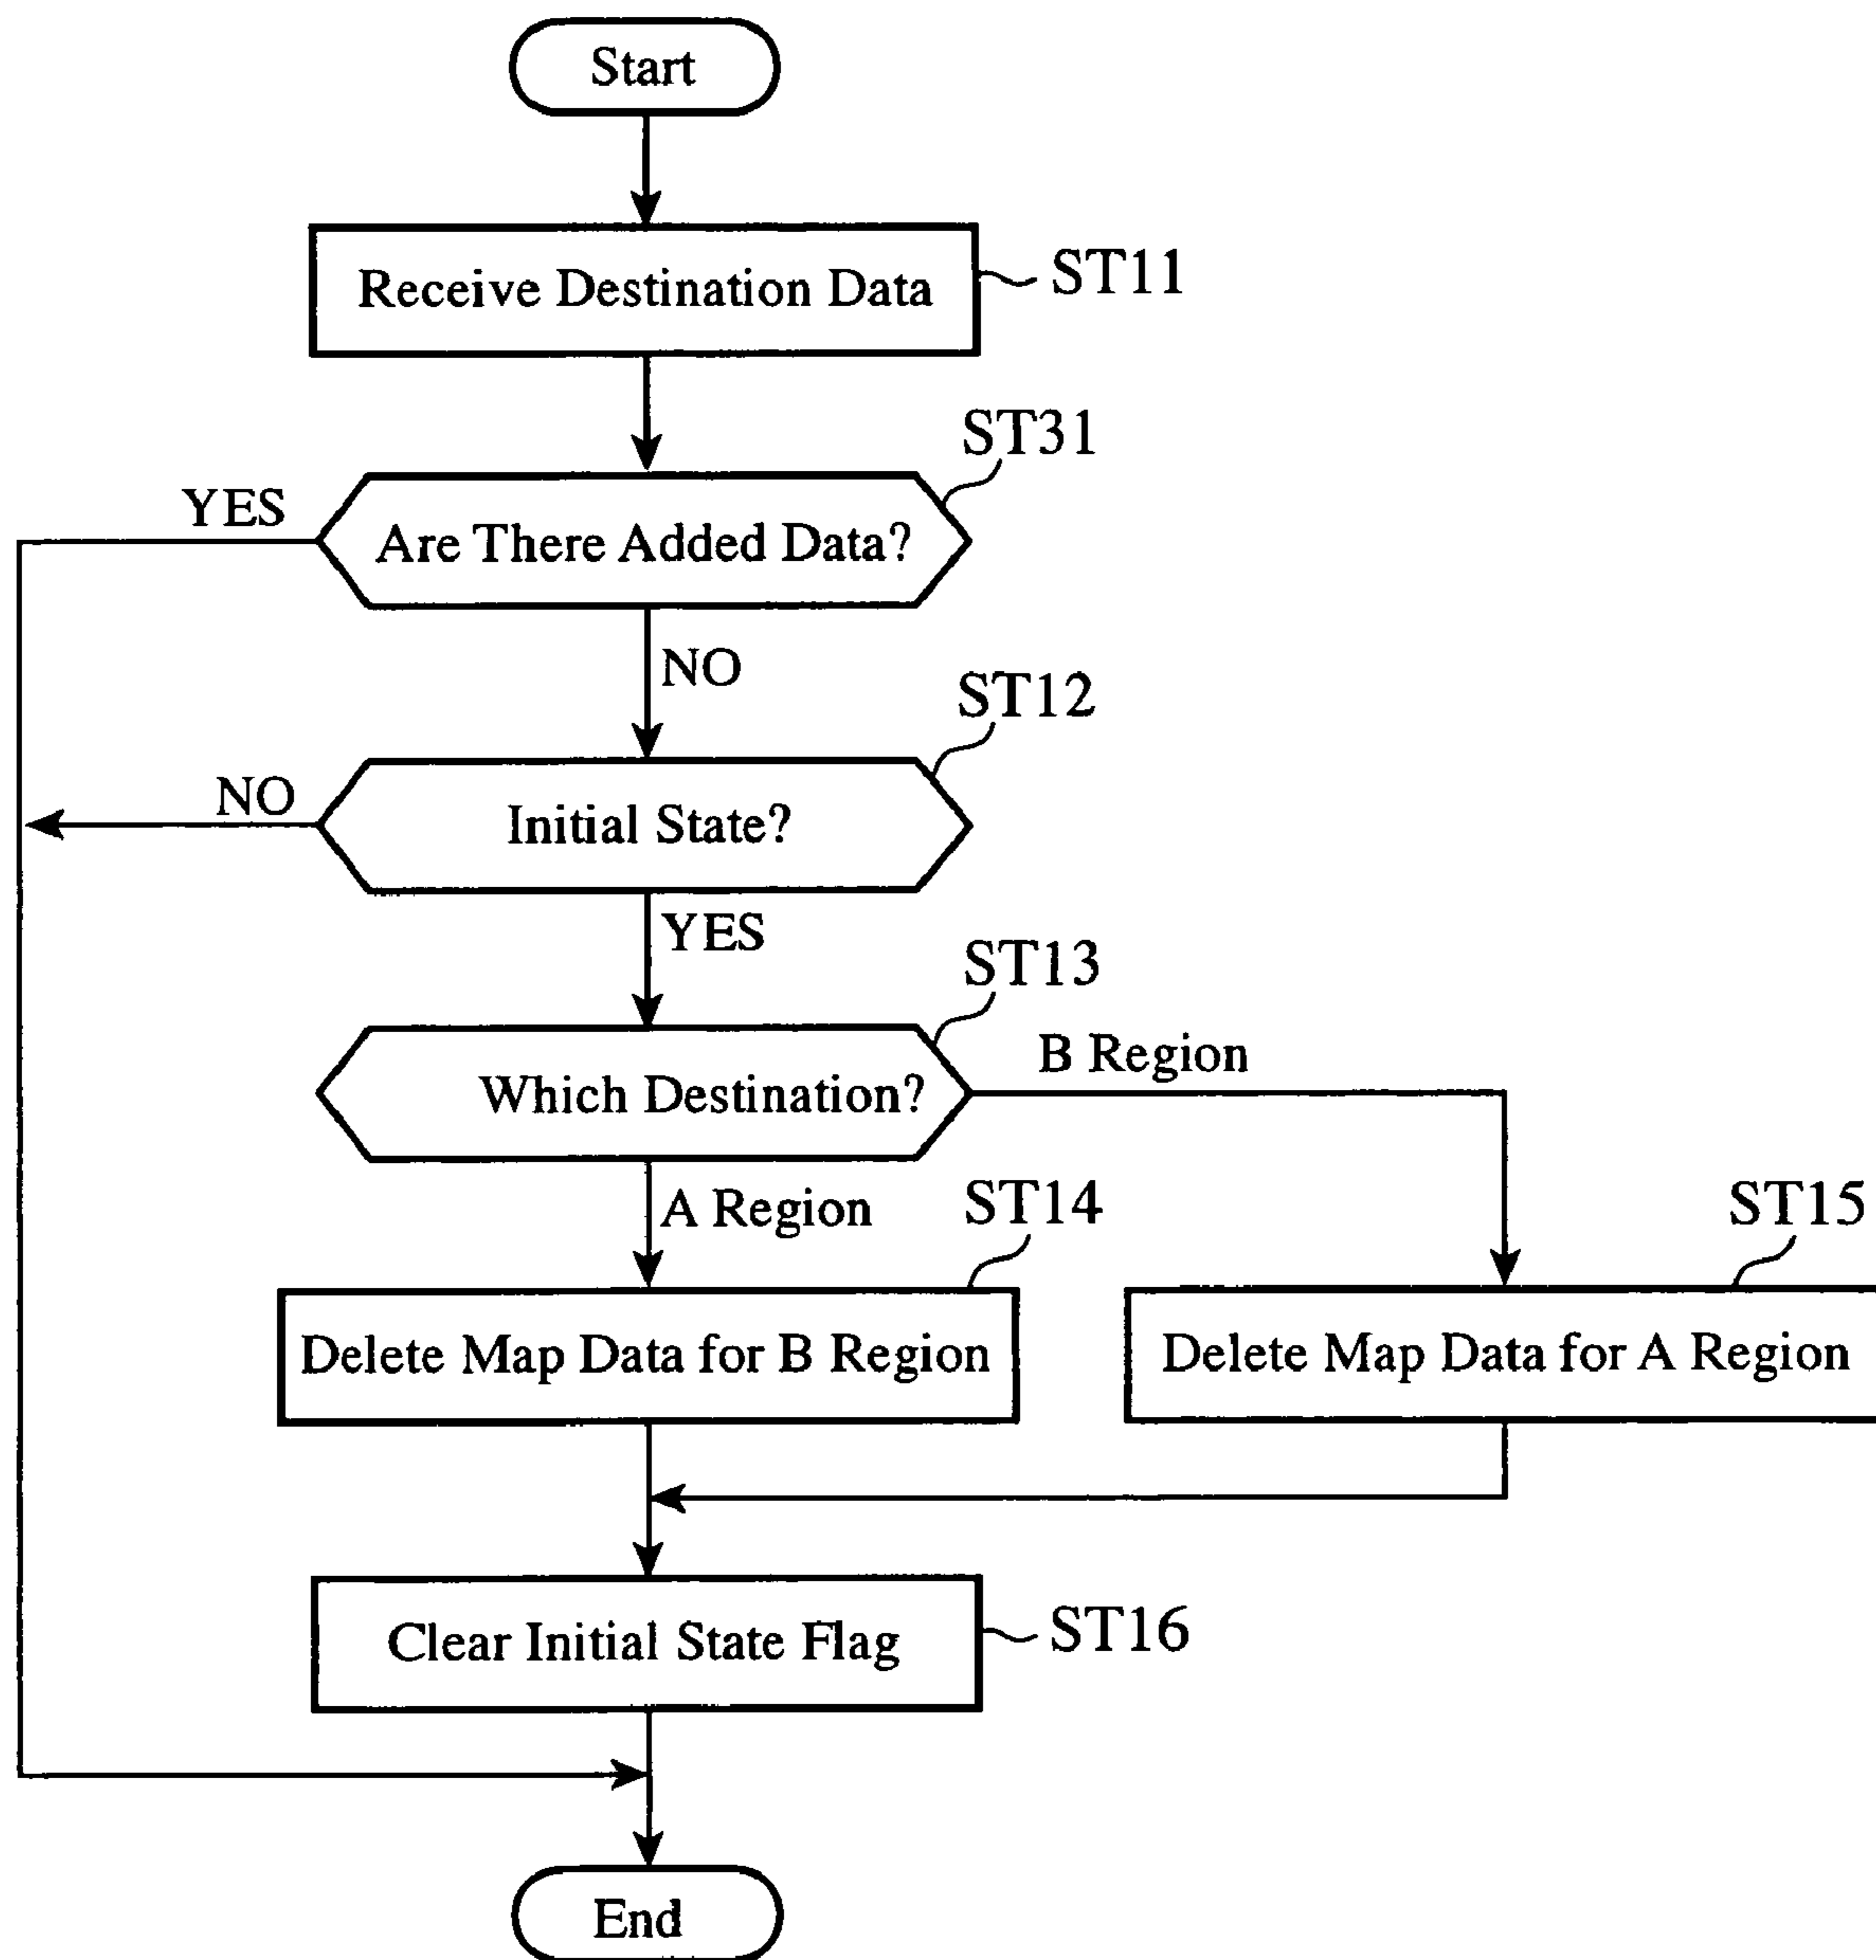 Start
Receive Destination Data
ST11
ST31
YES
Are There Added Data?
NO
ST12
NO
Initial State?
YES
ST13
B Region
Which Destination?
A Region
ST14
ST15
Delete Map Data for B Region
Delete Map Data for A Region
Clear Initial State Flag
ST16
End